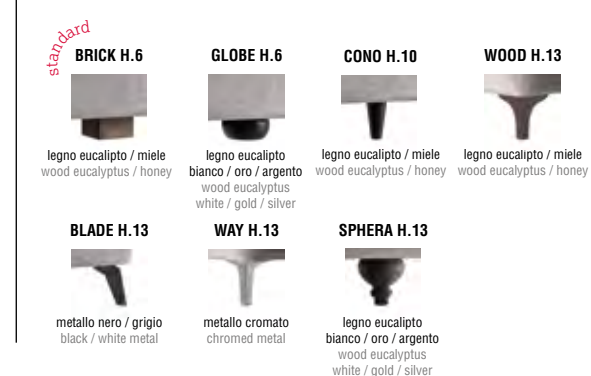 standard
BRICK H.6
legno eucalipto / miele
wood eucalyptus / honey
GLOBE H.6
legno eucalipto
bianco / oro / argento
wood eucalyptus
white / gold / silver
CONO H.10
legno eucalipto / miele
wood eucalyptus / honey
WOOD H.13
legno eucalipto / miele
wood eucalyptus / honey
BLADE H.13
metallo nero / grigio
black / white metal
WAY H.13
metallo cromato
chromed metal
SPHERA H.13
legno eucalipto
bianco / oro / argento
wood eucalyptus
white / gold / silver